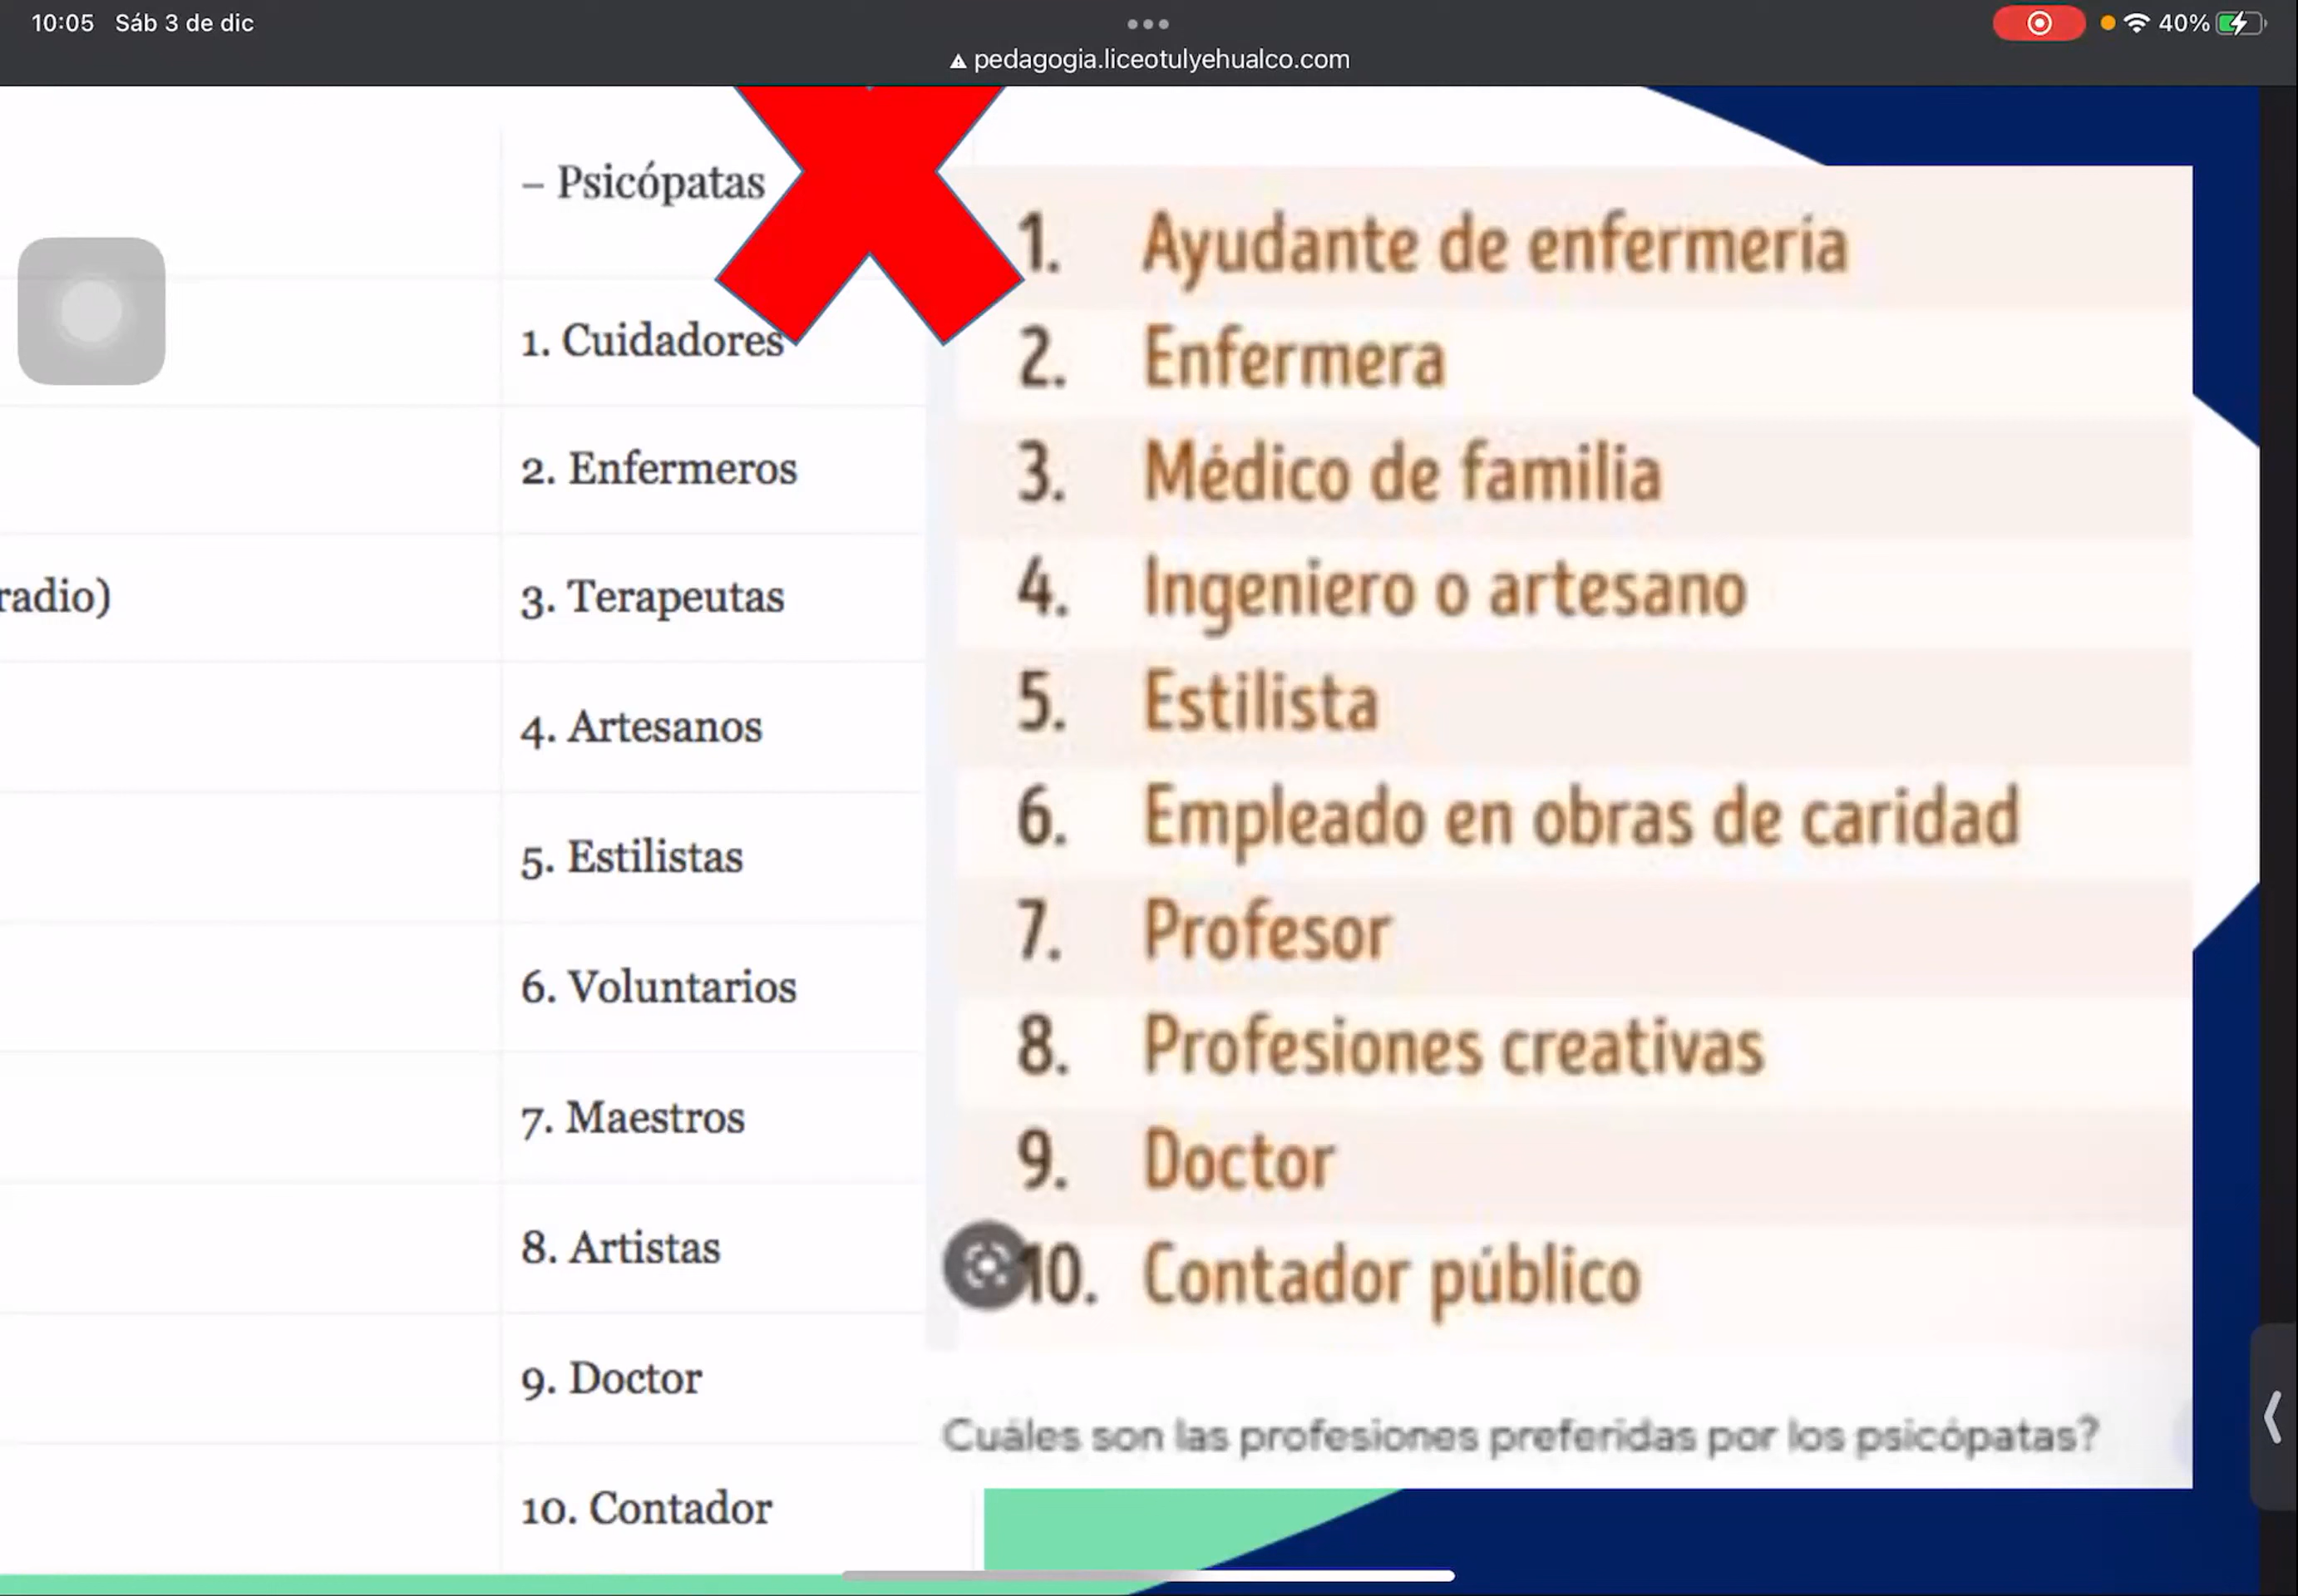 10:05 Sáb 3 de dic
40%
pedagogia.liceotulyehualco.com
– Psicópatas
1. Cuidadores
2. Enfermeros
radio)
3. Terapeutas
4. Artesanos
5. Estilistas
6. Voluntarios
7. Maestros
8. Artistas
9. Doctor
10. Contador
1. Ayudante de enfermería
2. Enfermera
3. Médico de familia
4. Ingeniero o artesano
5. Estilista
6. Empleado en obras de caridad
7. Profesor
8. Profesiones creativas
9. Doctor
10. Contador público
Cuáles son las profesiones preferidas por los psicópatas?